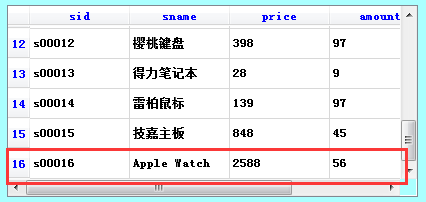 sid sname price amount
12 s00012 樱桃键盘 398 97
13 s00013 得力笔记本 28 9
14 s00014 雷柏鼠标 139 97
15 s00015 技嘉主板 848 45
16 s00016 Apple Watch 2588 56